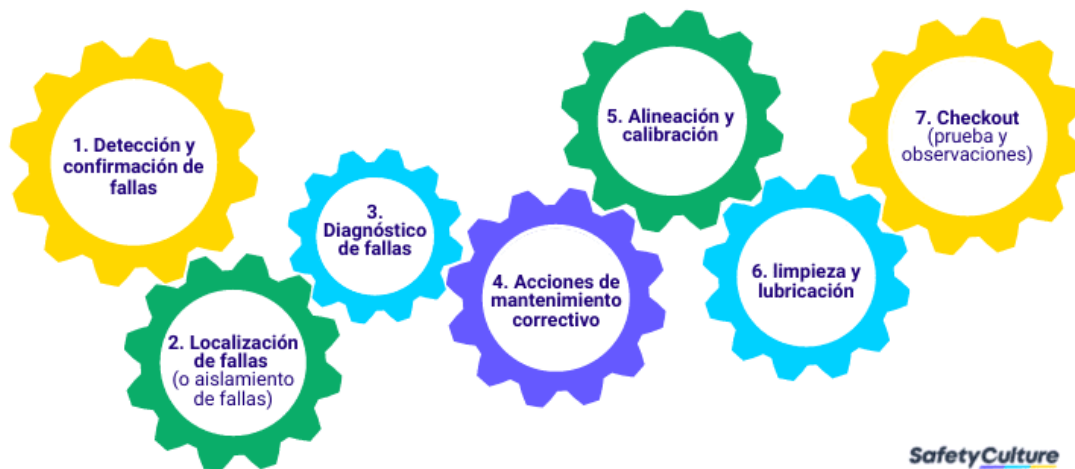 1. Detección y
confirmación de
fallas
2. Localización
de fallas
(o aislamiento
de fallas)
3.
Diagnóstico
de fallas
4. Acciones de
mantenimiento
correctivo
5. Alineación y
calibración
6. limpieza y
lubricación
7. Checkout
(prueba y
observaciones)
SafetyCulture